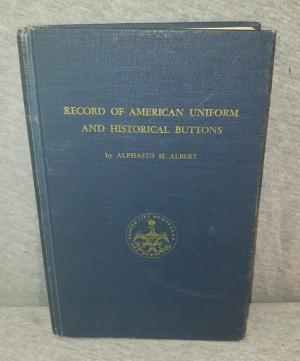 RECORD OF AMERICAN UNIFORM
AND HISTORICAL BUTTONS
by ALPHAEUS H. ALBERT